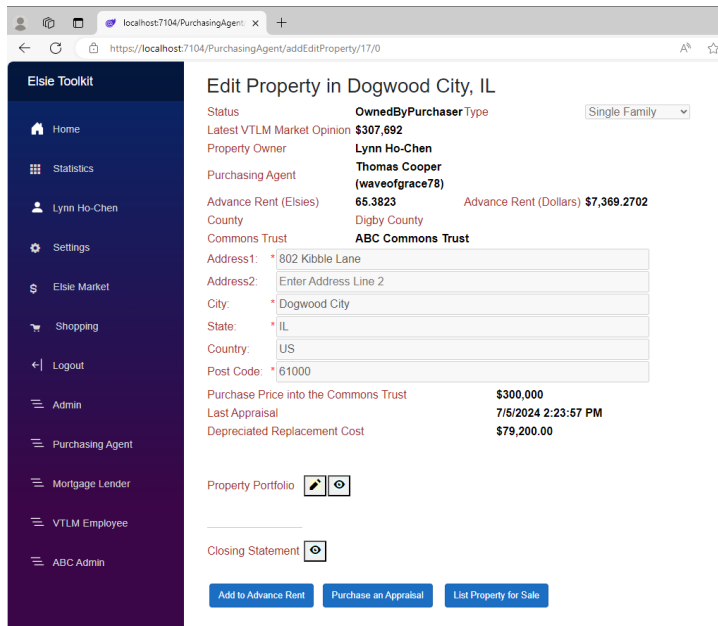 localhost:7104/PurchasingAgent/
https://localhost:7104/PurchasingAgent/addEditProperty/17/0
Elsie Toolkit
Home
Statistics
Lynn Ho-Chen
Settings
Elsie Market
Shopping
Logout
Admin
Purchasing Agent
Mortgage Lender
VTLM Employee
ABC Admin
Edit Property in Dogwood City, IL
Status OwnedByPurchaser Type Single Family
Latest VTLM Market Opinion $307,692
Property Owner Lynn Ho-Chen
Purchasing Agent Thomas Cooper
(waveofgrace78)
Advance Rent (Elsies) 65.3823 Advance Rent (Dollars) $7,369.2702
County Digby County
Commons Trust ABC Commons Trust
Address1: * 802 Kibble Lane
Address2: Enter Address Line 2
City: * Dogwood City
State: * IL
Country: US
Post Code: * 61000
Purchase Price into the Commons Trust $300,000
Last Appraisal 7/5/2024 2:23:57 PM
Depreciated Replacement Cost $79,200.00
Property Portfolio
Closing Statement
Add to Advance Rent Purchase an Appraisal List Property for Sale